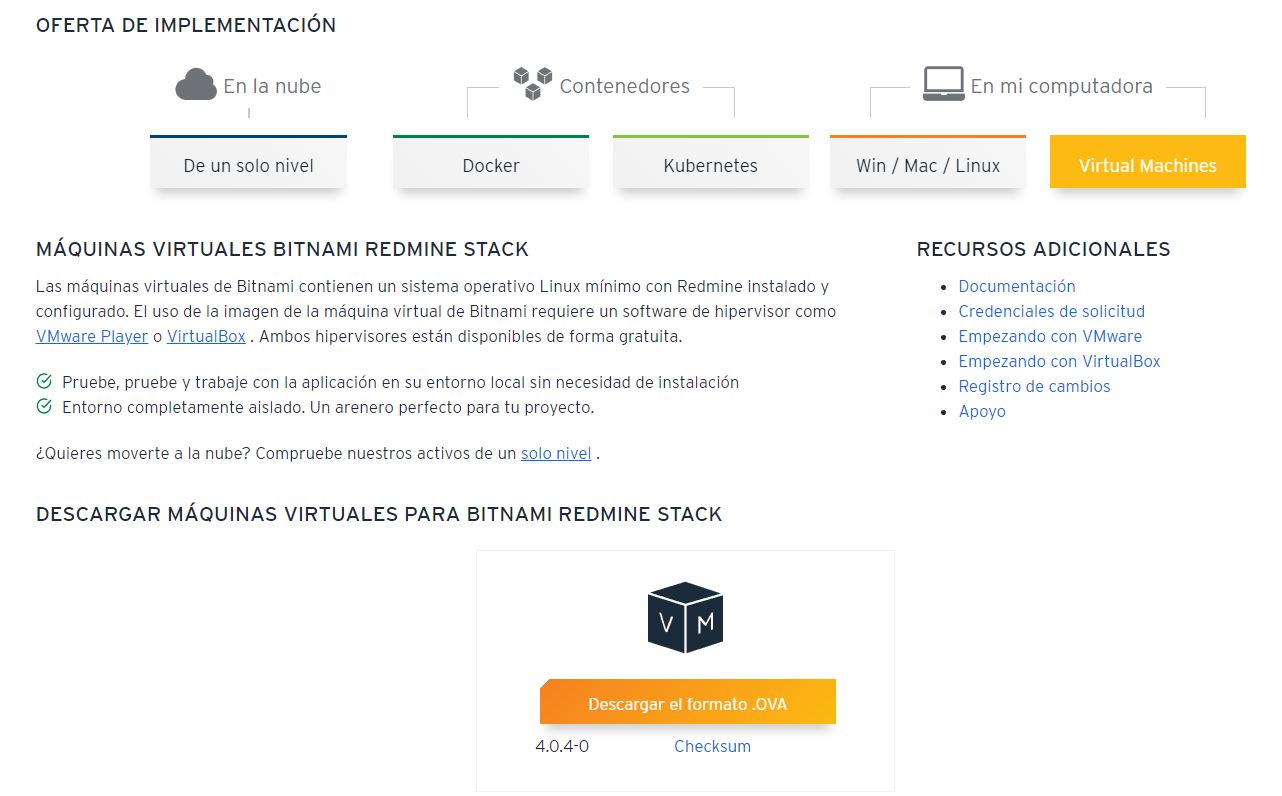 OFERTA DE IMPLEMENTACIÓN
En la nube
Contenedores
En mi computadora
De un solo nivel
Docker
Kubernetes
Win / Mac / Linux
Virtual Machines
MÁQUINAS VIRTUALES BITNAMI REDMINE STACK
Las máquinas virtuales de Bitnami contienen un sistema operativo Linux mínimo con Redmine instalado y
configurado. El uso de la imagen de la máquina virtual de Bitnami requiere un software de hipervisor como
VMware Player o VirtualBox . Ambos hipervisores están disponibles de forma gratuita.
Pruebe, pruebe y trabaje con la aplicación en su entorno local sin necesidad de instalación
Entorno completamente aislado. Un arenero perfecto para tu proyecto.
¿Quieres moverte a la nube? Compruebe nuestros activos de un solo nivel .
RECURSOS ADICIONALES
Documentación
Credenciales de solicitud
Empezando con VMware
Empezando con VirtualBox
Registro de cambios
Apoyo
DESCARGAR MÁQUINAS VIRTUALES PARA BITNAMI REDMINE STACK
V M
Descargar el formato .OVA
4.0.4-0 Checksum